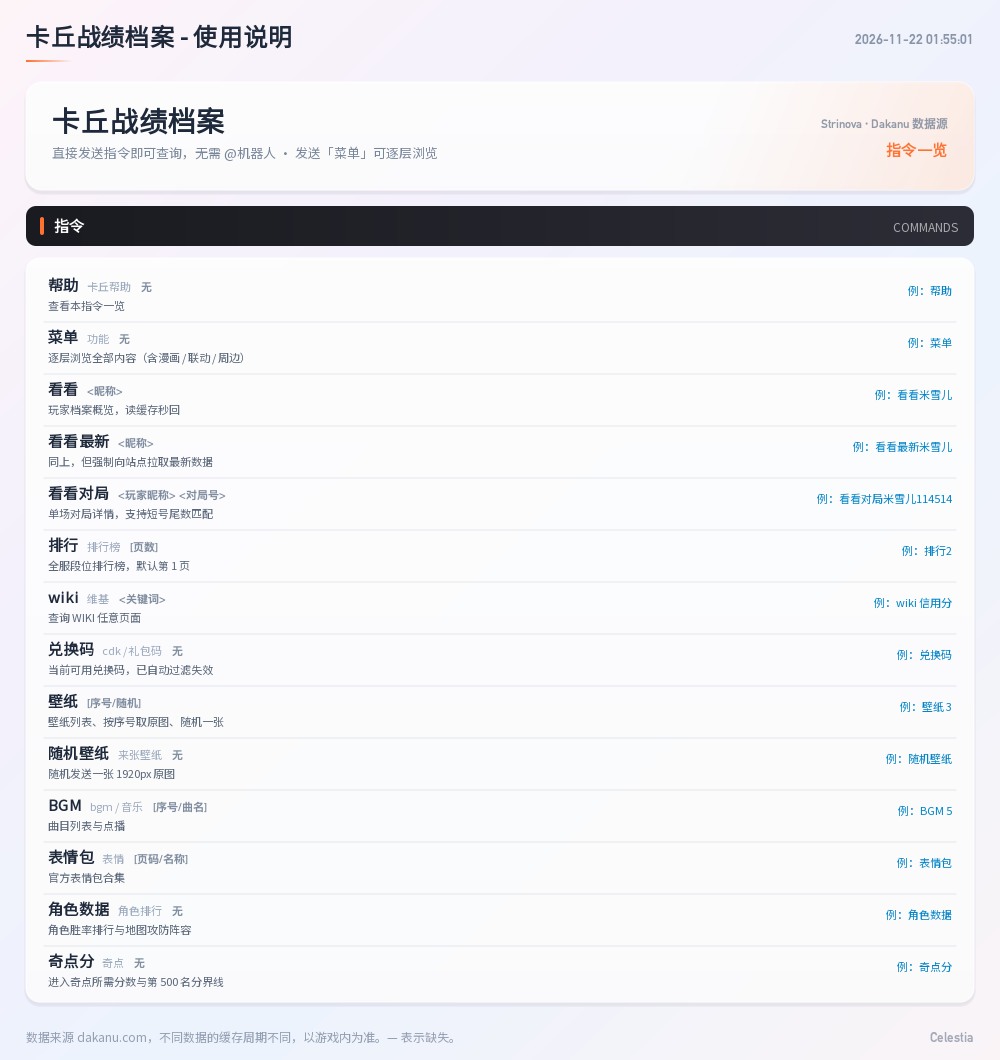 卡丘战绩档案 - 使用说明
2026-11-22 01:55:01
卡丘战绩档案
直接发送指令即可查询，无需 @机器人 · 发送「菜单」可逐层浏览
Strinova · Dakanu 数据源
指令一览
指令
COMMANDS
帮助 卡丘帮助 无
查看本指令一览
例：帮助
菜单 功能 无
逐层浏览全部内容（含漫画 / 联动 / 周边）
例：菜单
看看 <昵称>
玩家档案概览，读缓存秒回
例：看看米雪儿
看看最新 <昵称>
同上，但强制向站点拉取最新数据
例：看看最新米雪儿
看看对局 <玩家昵称> <对局号>
单场对局详情，支持短号尾数匹配
例：看看对局米雪儿114514
排行 排行榜 [页数]
全服段位排行榜，默认第 1 页
例：排行2
wiki 维基 <关键词>
查询 WIKI 任意页面
例：wiki 信用分
兑换码 cdk / 礼包码 无
当前可用兑换码，已自动过滤失效
例：兑换码
壁纸 [序号/随机]
壁纸列表、按序号取原图、随机一张
例：壁纸 3
随机壁纸 来张壁纸 无
随机发送一张 1920px 原图
例：随机壁纸
BGM bgm / 音乐 [序号/曲名]
曲目列表与点播
例：BGM 5
表情包 表情 [页码/名称]
官方表情包合集
例：表情包
角色数据 角色排行 无
角色胜率排行与地图攻防阵容
例：角色数据
奇点分 奇点 无
进入奇点所需分数与第 500 名分界线
例：奇点分
数据来源 dakanu.com，不同数据的缓存周期不同，以游戏内为准。— 表示缺失。
Celestia